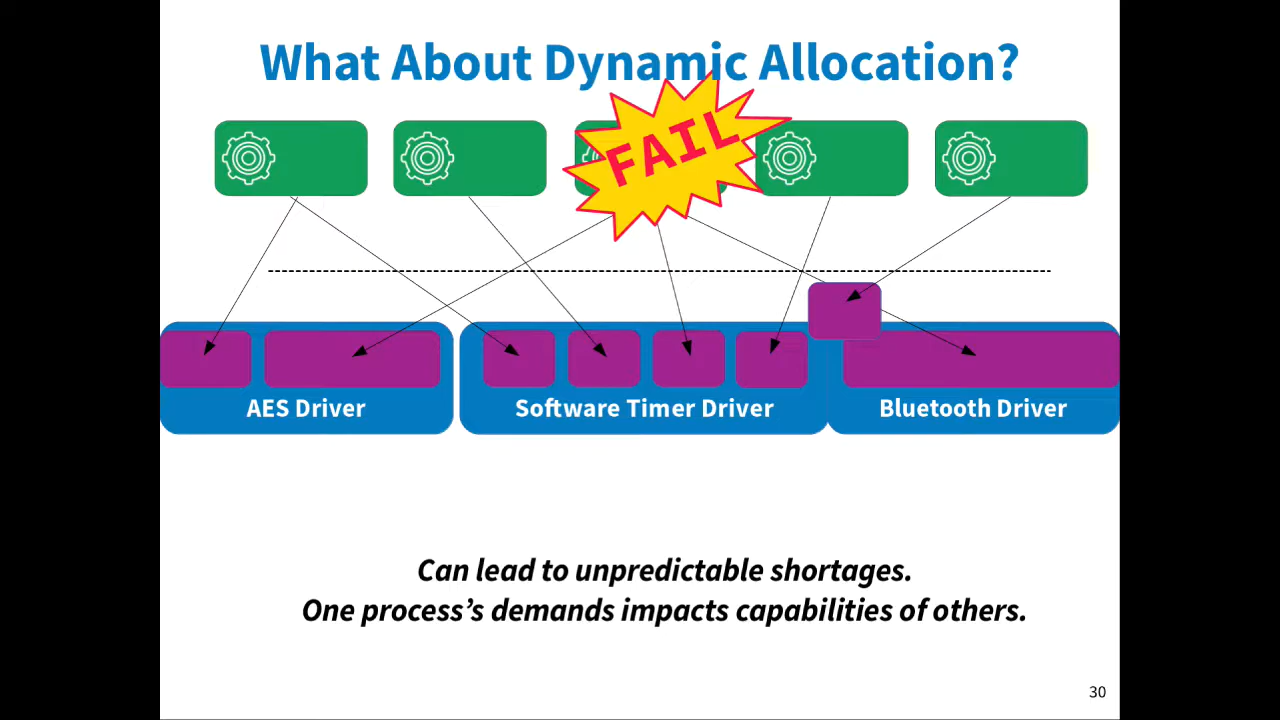 What About Dynamic Allocation?
FAIL
AES Driver
Software Timer Driver
Bluetooth Driver
Can lead to unpredictable shortages.
One process’s demands impacts capabilities of others.
30